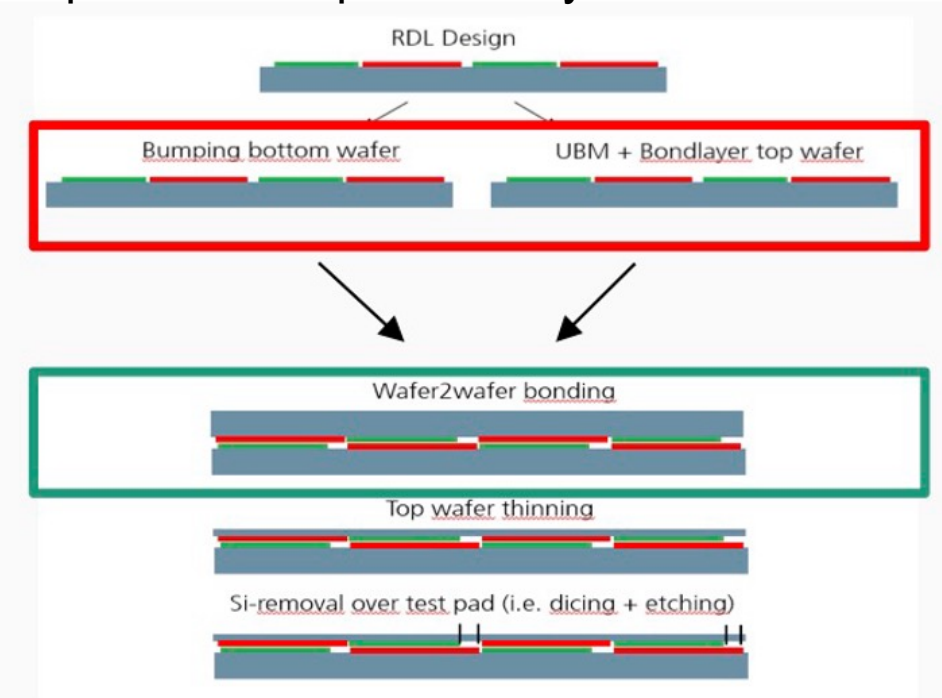 RDL Design
Bumping bottom wafer
UBM + Bondlayer top wafer
Wafer2wafer bonding
Top wafer thinning
Si-removal over test pad (i.e. dicing + etching)